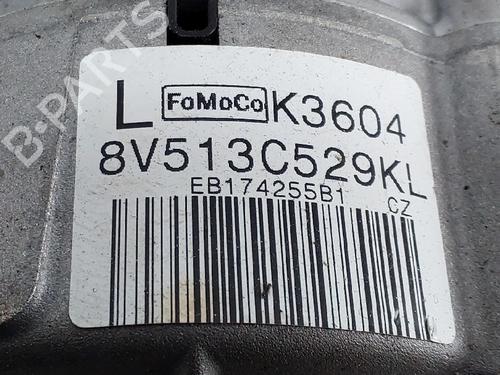 L FoMoCo K3604
8V513C529KL
EB174255B1 CZ
B-PARTS